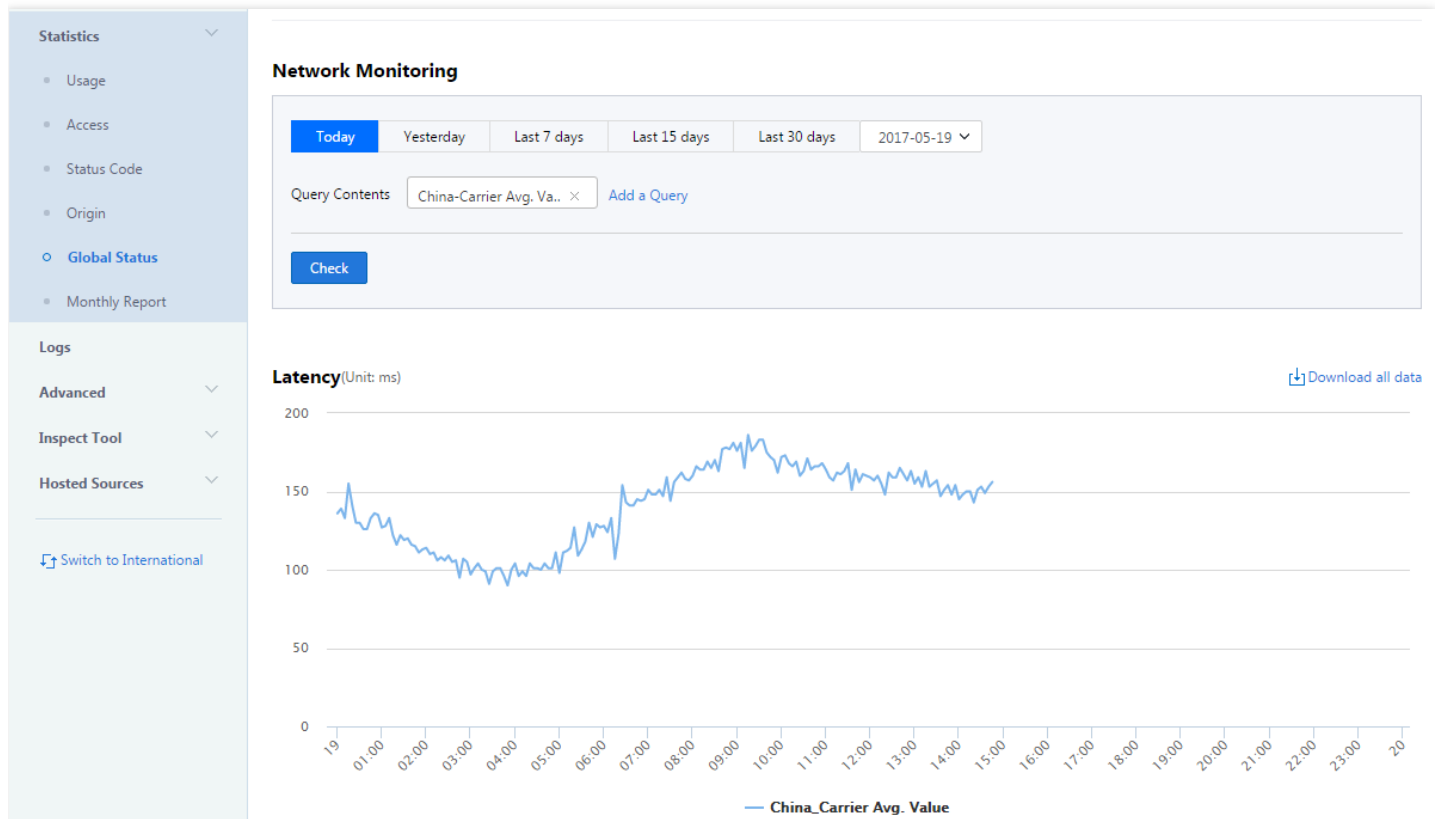 Statistics
Usage
Access
Status Code
Origin
Global Status
Monthly Report
Logs
Advanced
Inspect Tool
Hosted Sources
Switch to International
Network Monitoring
Today Yesterday Last 7 days Last 15 days Last 30 days 2017-05-19
Query Contents China-Carrier Avg. Va.. × Add a Query
Check
Latency(Unit: ms) Download all data
200
150
100
50
0
19 01:00 02:00 03:00 04:00 05:00 06:00 07:00 08:00 09:00 10:00 11:00 12:00 13:00 14:00 15:00 16:00 17:00 18:00 19:00 20:00 21:00 22:00 23:00 20
China_Carrier Avg. Value